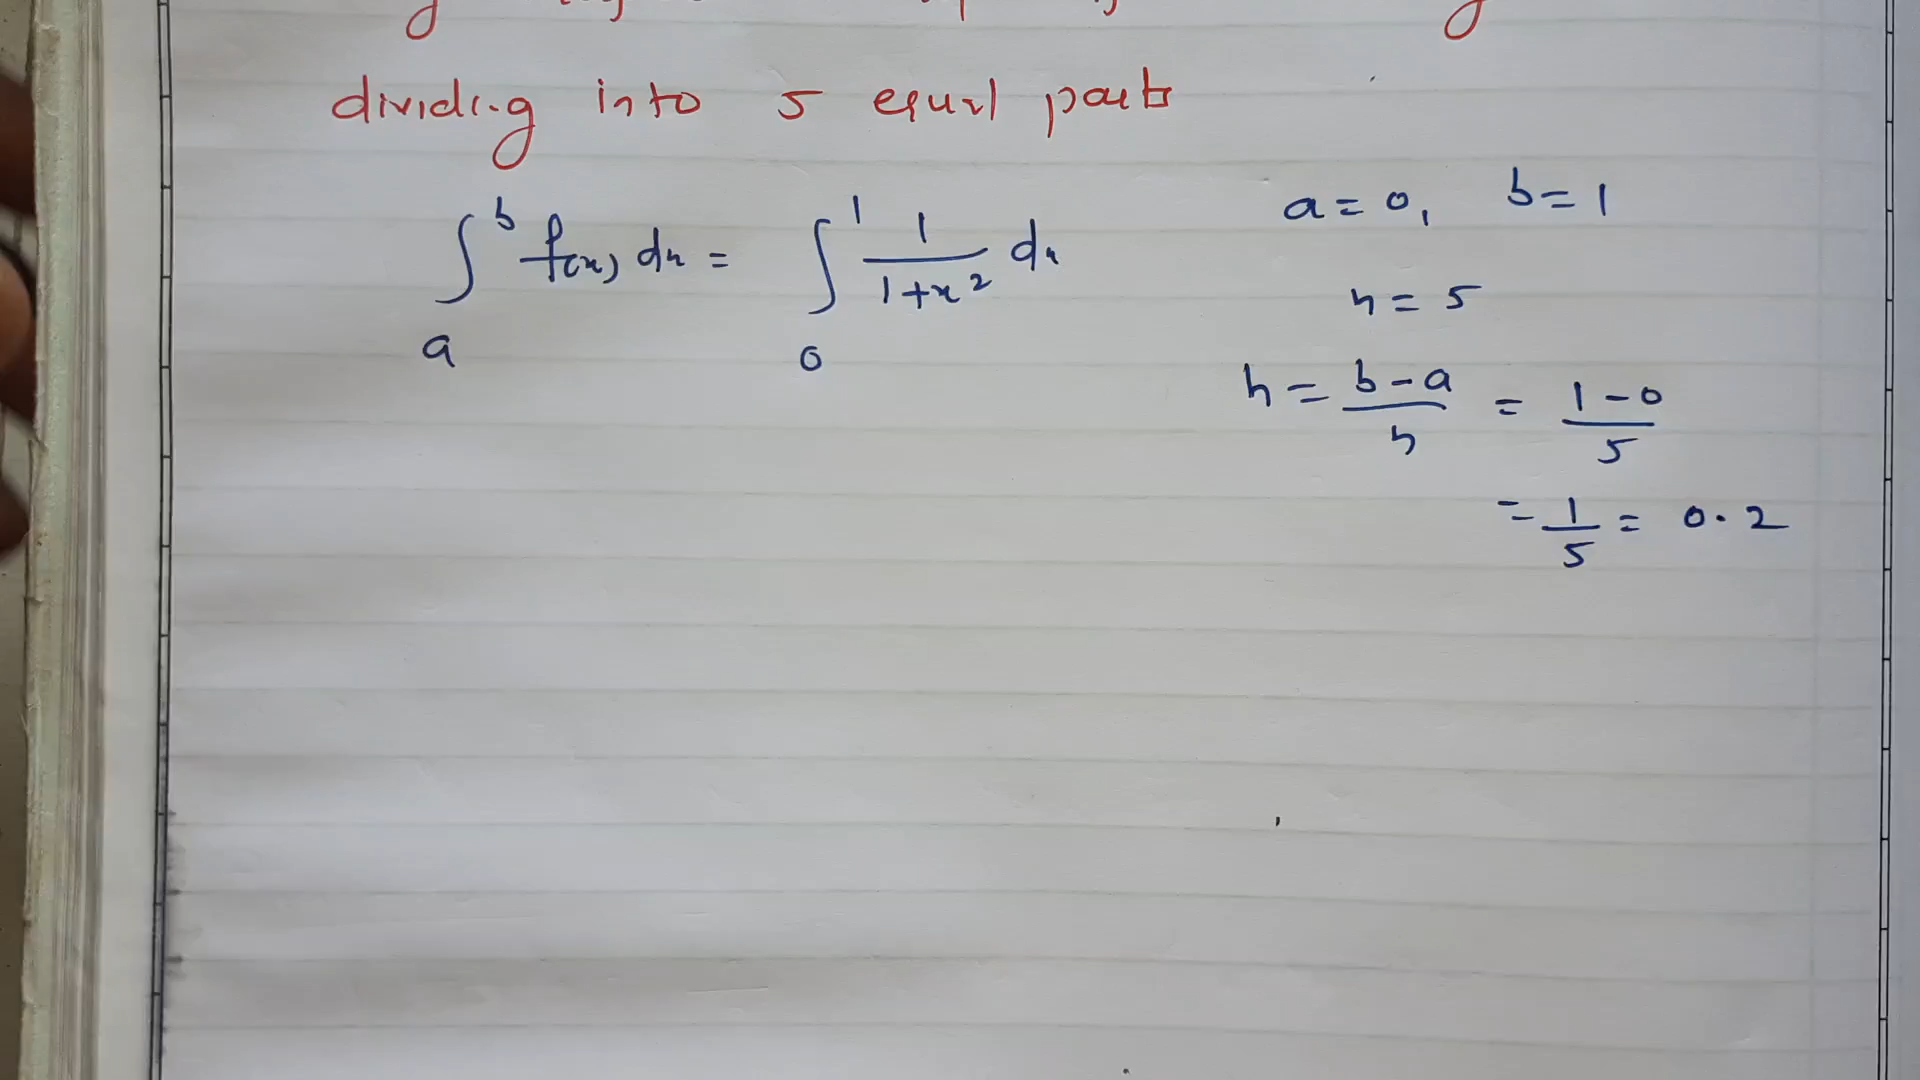 dividing into 5 equal parts
∫ₐᵇ f(x) dx = ∫₀¹ 1/(1+x²) dx
a = 0, b = 1
n = 5
h = (b-a)/n = (1-0)/5
= 1/5 = 0.2